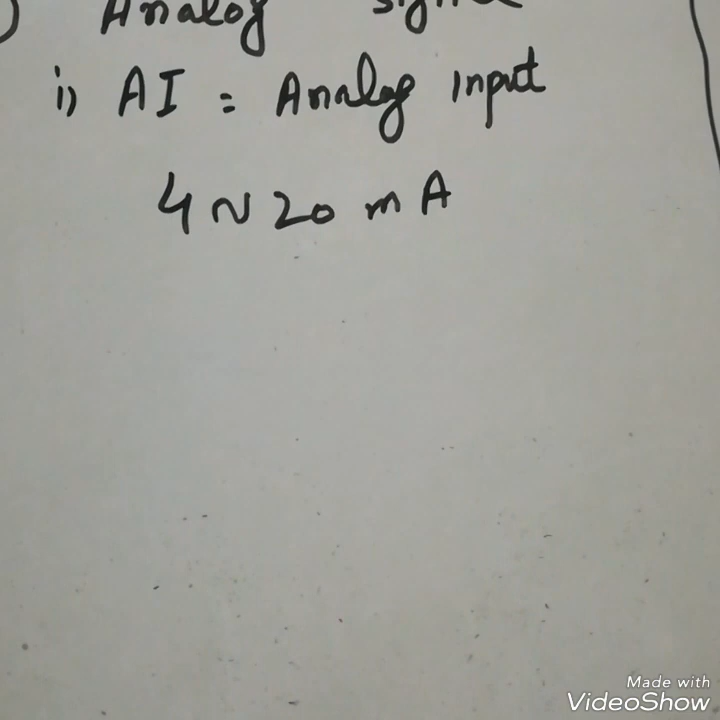 Analog
i) AI = Analog input
4 ~ 20 mA
Made with
VideoShow